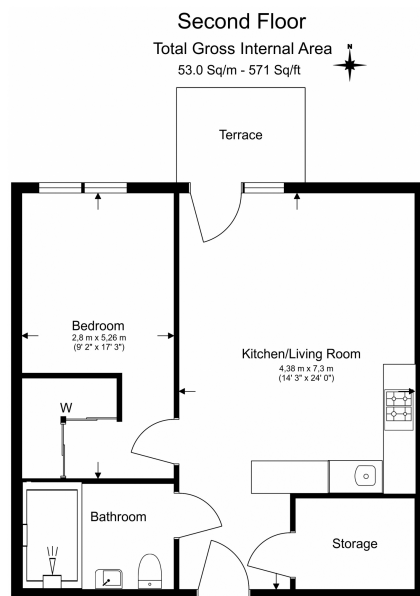 Second Floor
Total Gross Internal Area
53.0 Sq/m - 571 Sq/ft
N
Terrace
Bedroom
2,8 m x 5,26 m
(9' 2" x 17' 3")
Kitchen/Living Room
4,38 m x 7,3 m
(14' 3" x 24' 0")
W
Bathroom
Storage